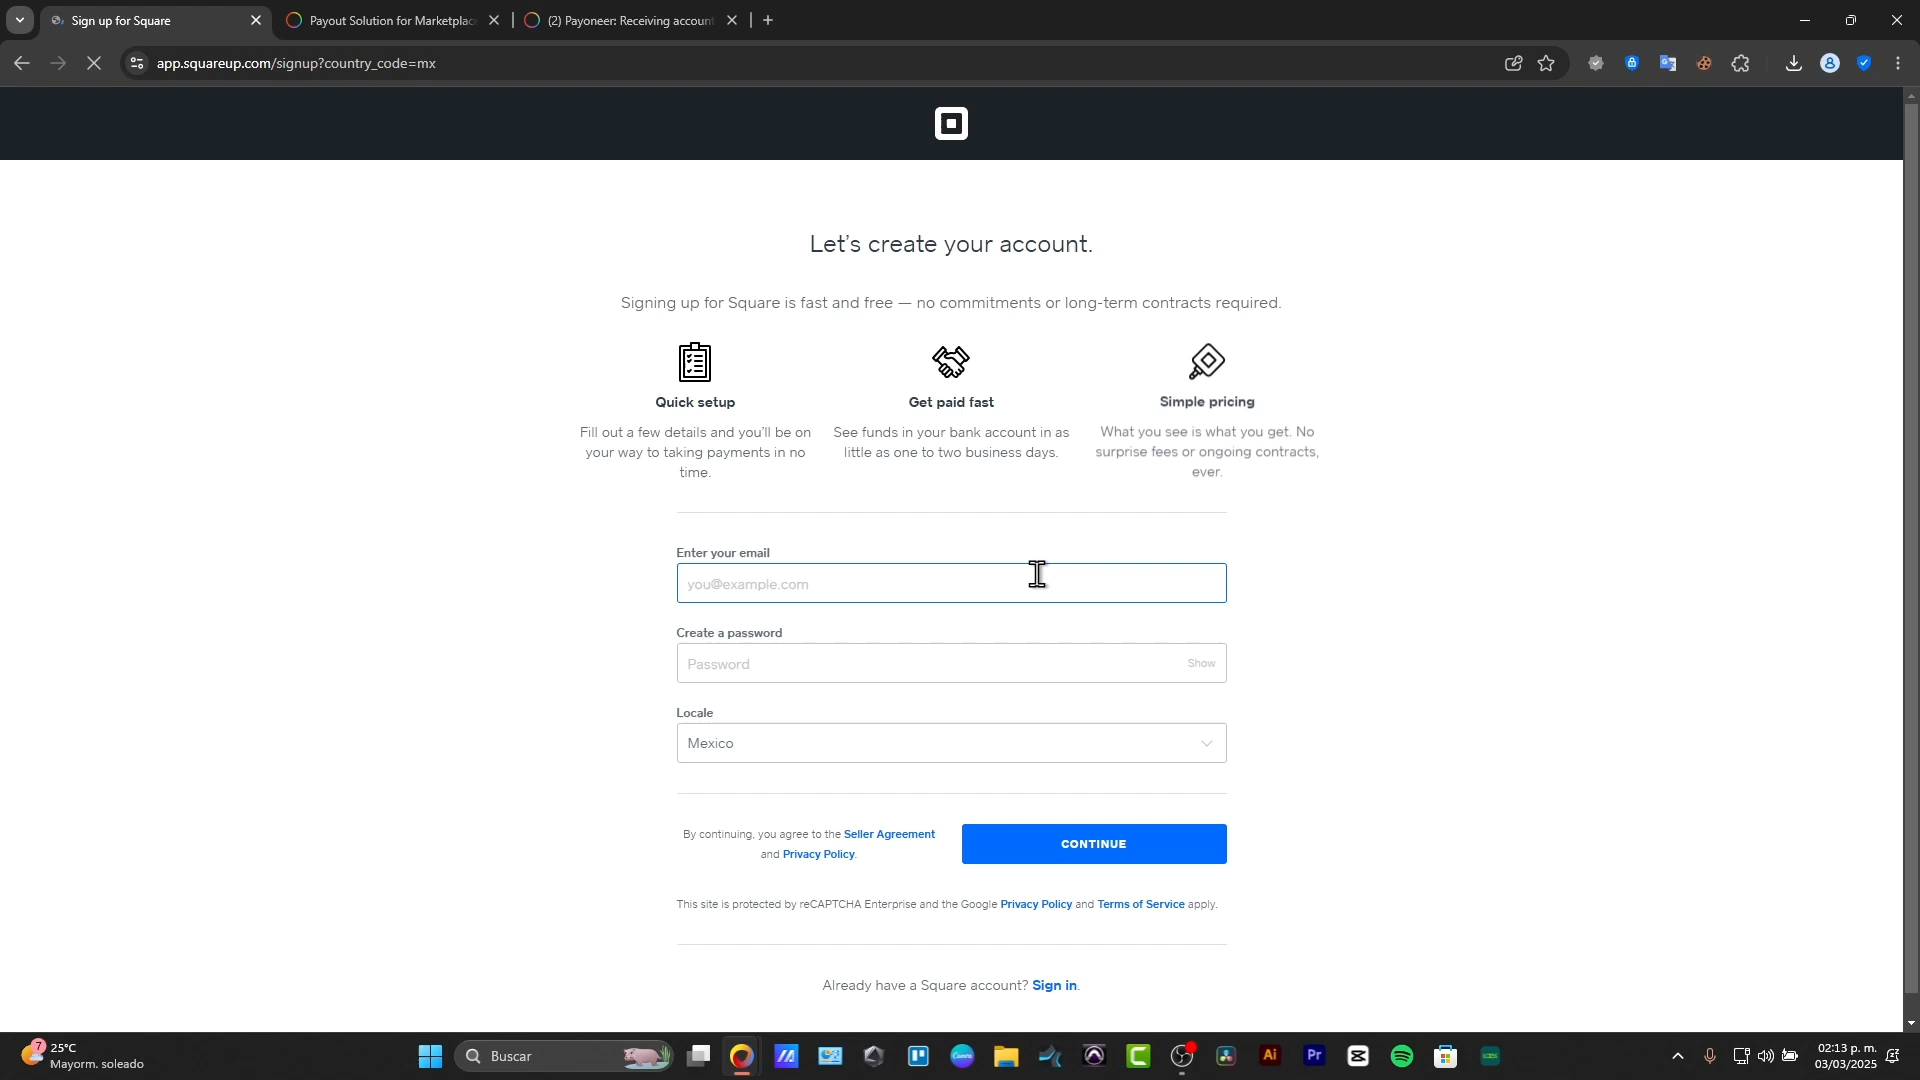 Sign up for Square
Payout Solution for Marketplac
(2) Payoneer: Receiving account
app.squareup.com/signup?country_code=mx
Let's create your account.
Signing up for Square is fast and free — no commitments or long-term contracts required.
Quick setup
Fill out a few details and you'll be on
your way to taking payments in no
time.
Get paid fast
See funds in your bank account in as
little as one to two business days.
Simple pricing
What you see is what you get. No
surprise fees or ongoing contracts,
ever.
Enter your email
you@example.com
Create a password
Password
Show
Locale
Mexico
By continuing, you agree to the Seller Agreement
and Privacy Policy.
CONTINUE
This site is protected by reCAPTCHA Enterprise and the Google Privacy Policy and Terms of Service apply.
Already have a Square account? Sign in.
7
25°C
Mayorm. soleado
Buscar
Canva
Ai
Pr
02:13 p. m.
03/03/2025